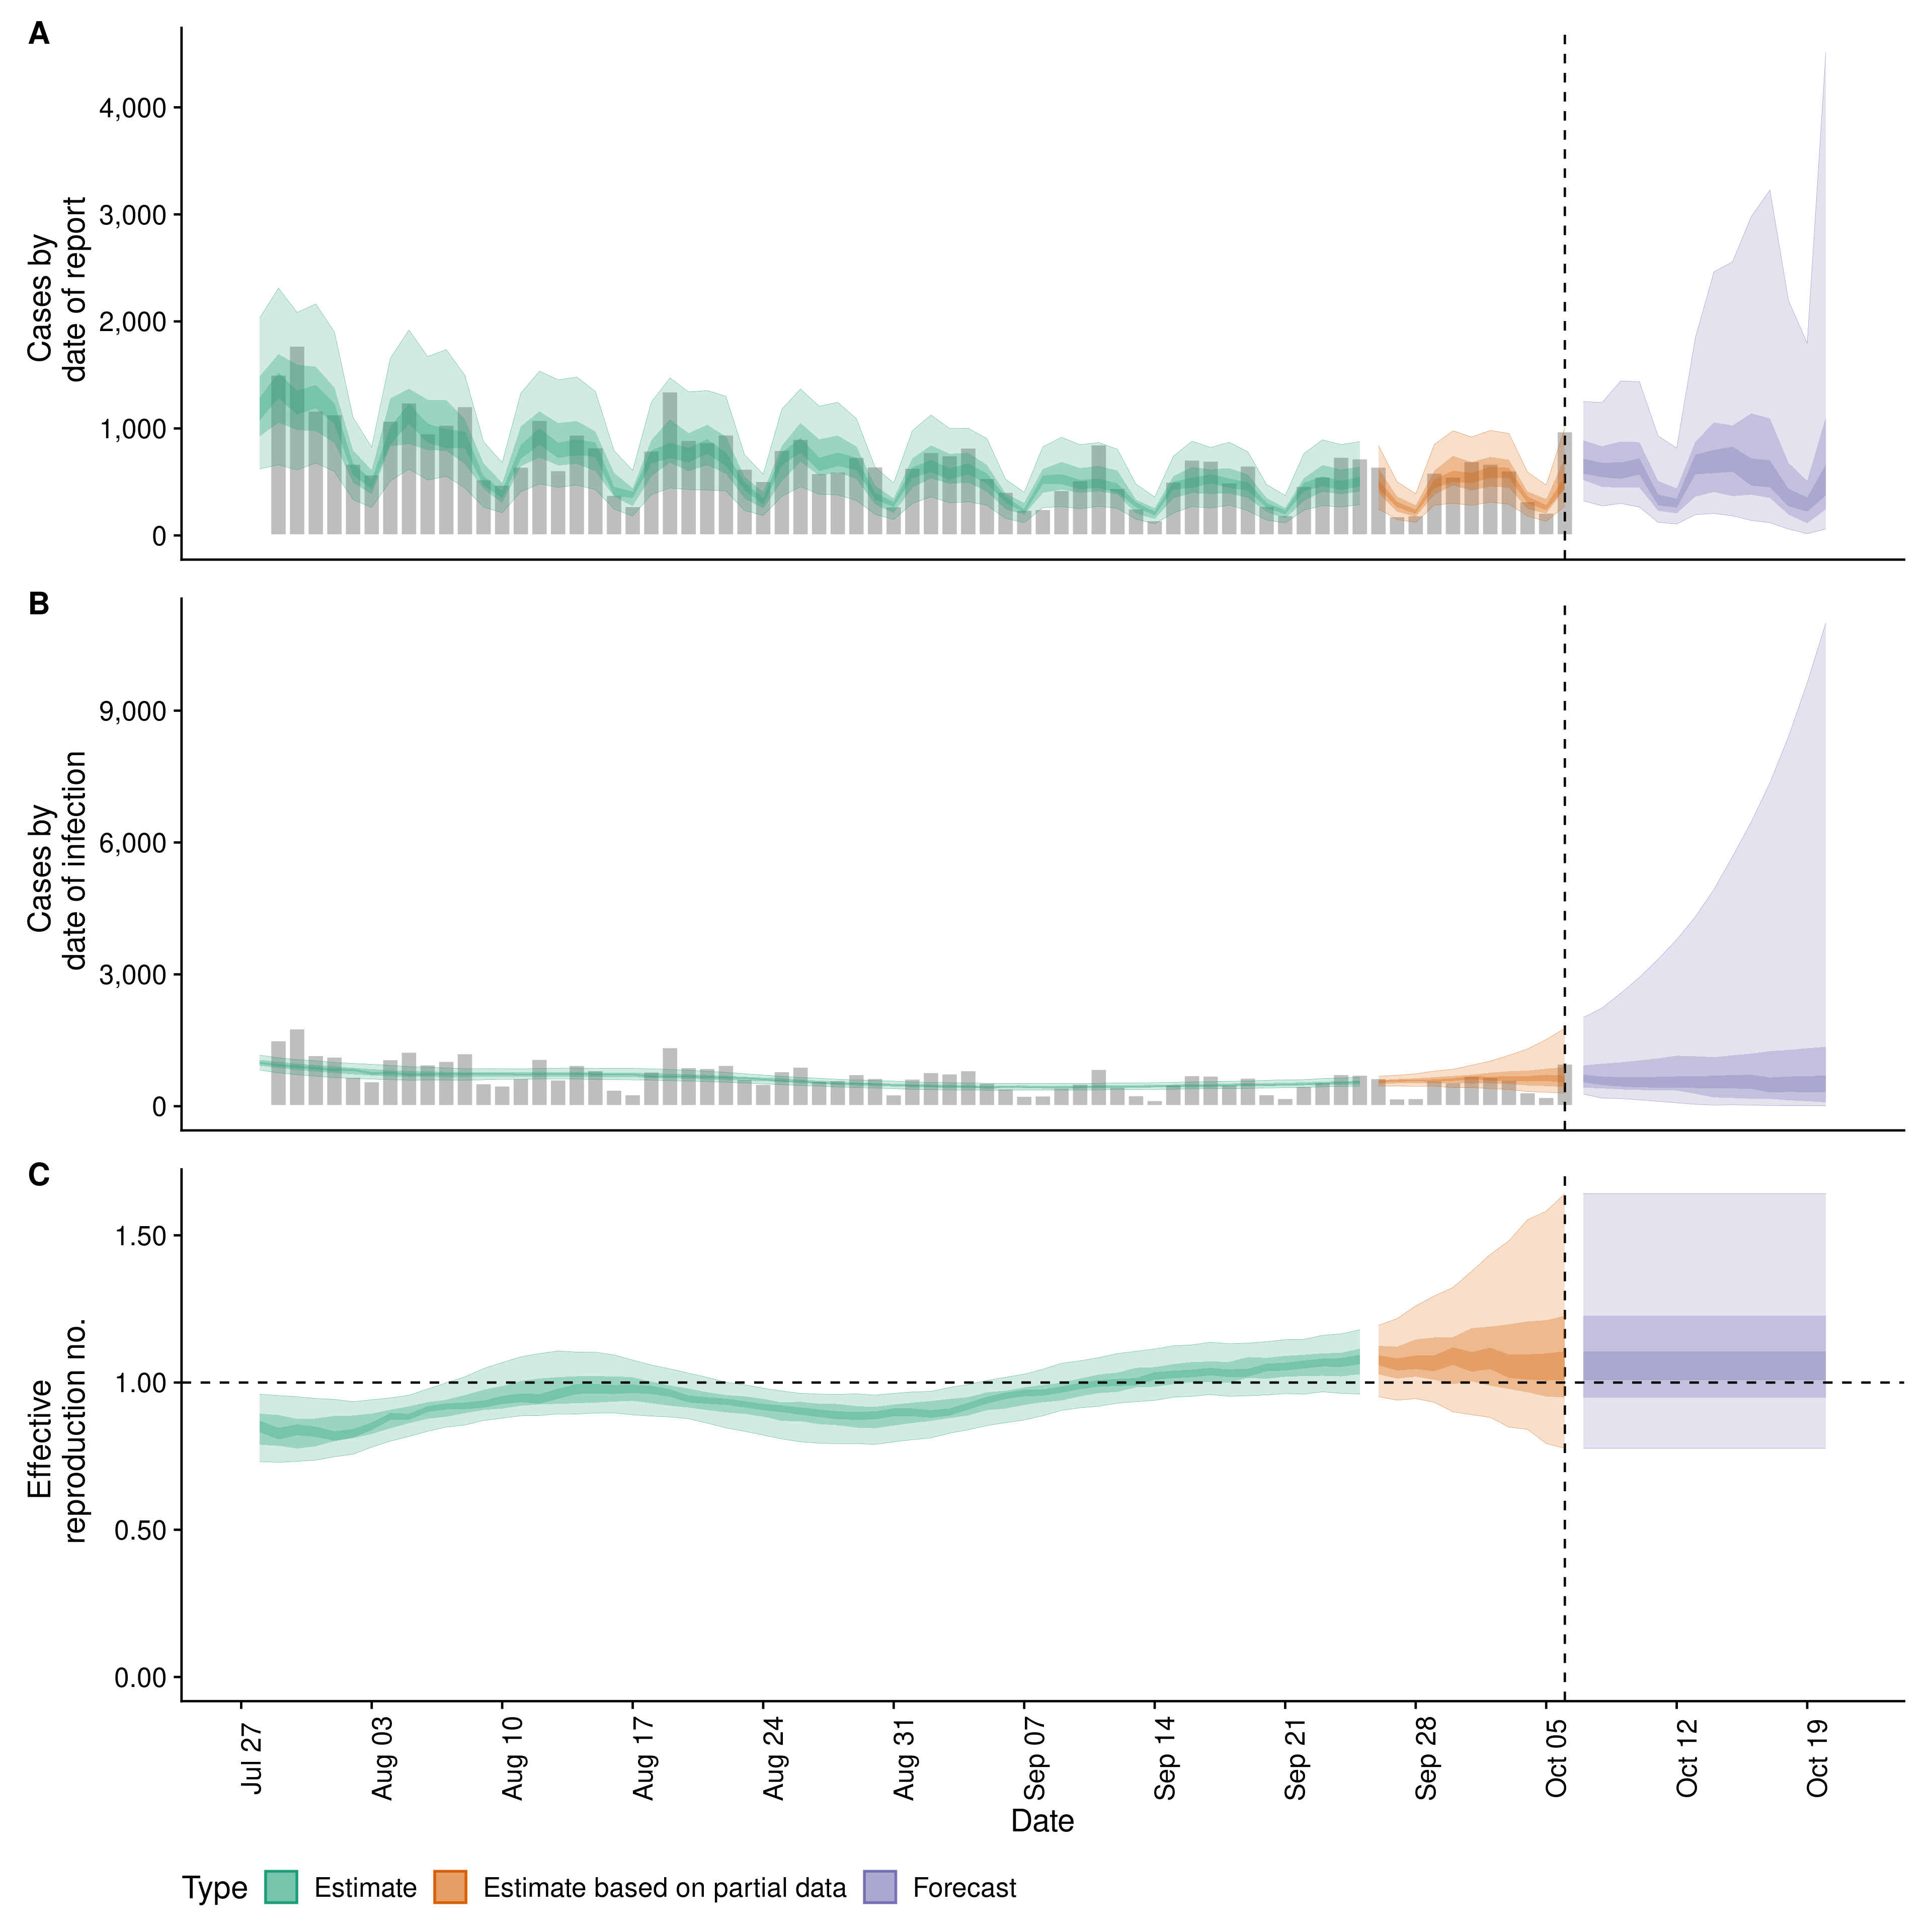 A
Cases by
date of report
4,000
3,000
2,000
1,000
0
B
Cases by
date of infection
9,000
6,000
3,000
0
C
Effective
reproduction no.
1.50
1.00
0.50
0.00
Jul 27
Aug 03
Aug 10
Aug 17
Aug 24
Aug 31
Sep 07
Sep 14
Sep 21
Sep 28
Oct 05
Oct 12
Oct 19
Date
Type Estimate Estimate based on partial data Forecast